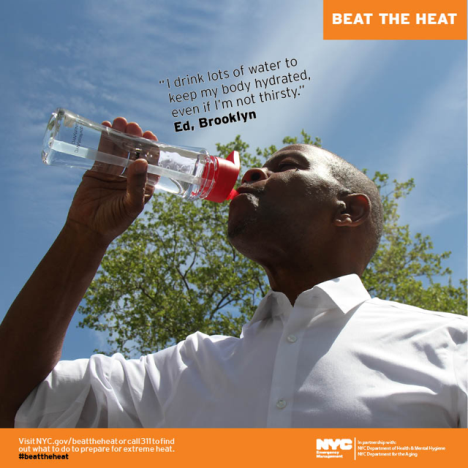 BEAT THE HEAT
“I drink lots of water to
keep my body hydrated,
even if I'm not thirsty.”
Ed, Brooklyn
Visit NYC.gov/beattheheat or call 311 to find
out what to do to prepare for extreme heat.
#beattheheat
NYC
Emergency
Management
In partnership with:
NYC Department of Health & Mental Hygiene
NYC Department for the Aging